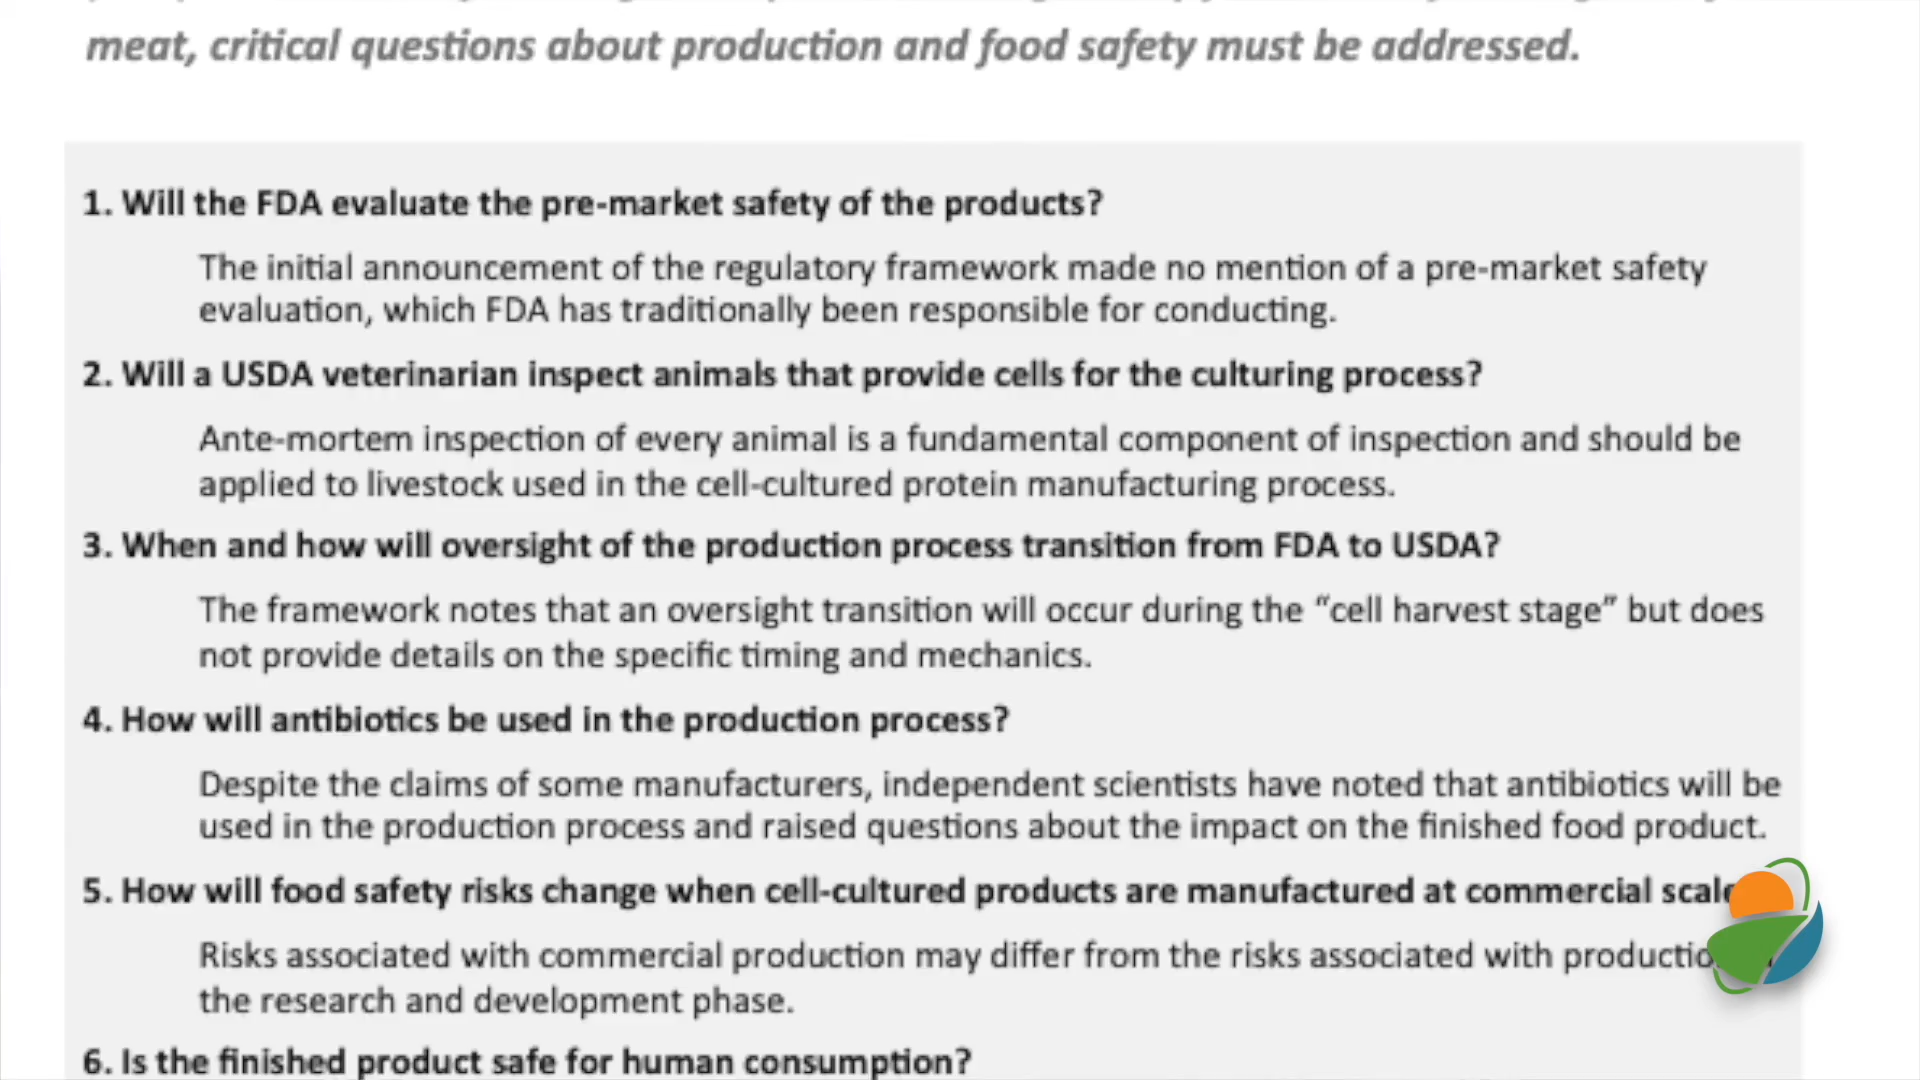 meat, critical questions about production and food safety must be addressed.
1. Will the FDA evaluate the pre-market safety of the products?
The initial announcement of the regulatory framework made no mention of a pre-market safety
evaluation, which FDA has traditionally been responsible for conducting.
2. Will a USDA veterinarian inspect animals that provide cells for the culturing process?
Ante-mortem inspection of every animal is a fundamental component of inspection and should be
applied to livestock used in the cell-cultured protein manufacturing process.
3. When and how will oversight of the production process transition from FDA to USDA?
The framework notes that an oversight transition will occur during the “cell harvest stage” but does
not provide details on the specific timing and mechanics.
4. How will antibiotics be used in the production process?
Despite the claims of some manufacturers, independent scientists have noted that antibiotics will be
used in the production process and raised questions about the impact on the finished food product.
5. How will food safety risks change when cell-cultured products are manufactured at commercial
Risks associated with commercial production may differ from the risks associated with
the research and development phase.
6. Is the finished product safe for human consumption?